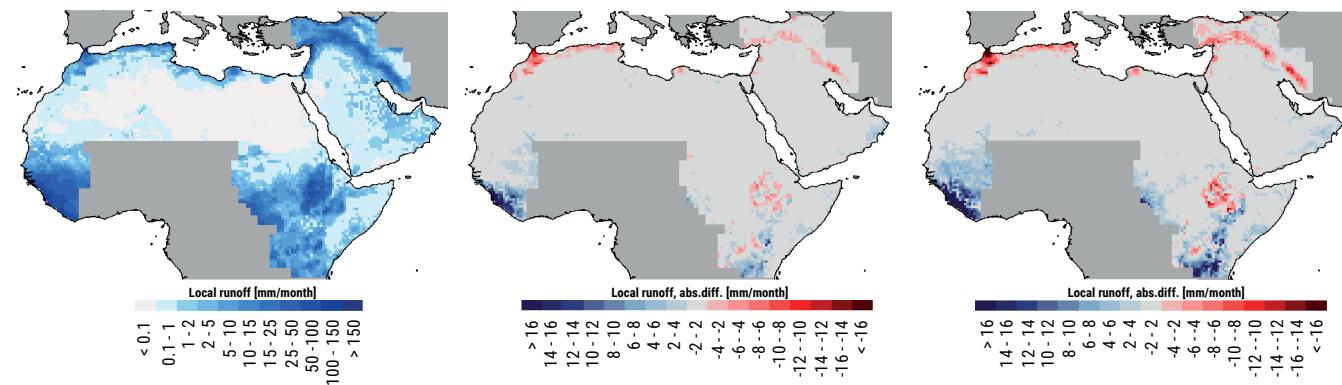 Local runoff [mm/month]
< 0.1
0.1 - 1
1 - 2
2 - 5
5 - 10
10 - 15
15 - 25
25 - 50
50 -100
100 - 150
> 150
Local runoff, abs.diff. [mm/month]
> 16
14 - 16
12 - 14
10 - 12
8 - 10
6 - 8
4 - 6
2 - 4
-2 - 2
-4 - -2
-6 - -4
-8 - -6
-10 - -8
-12 - -10
-14 - -12
-16 - -14
< -16
Local runoff, abs.diff. [mm/month]
> 16
14 - 16
12 - 14
10 - 12
8 - 10
6 - 8
4 - 6
2 - 4
-2 - 2
-4 - -2
-6 - -4
-8 - -6
-10 - -8
-12 - -10
-14 - -12
-16 - -14
< -16